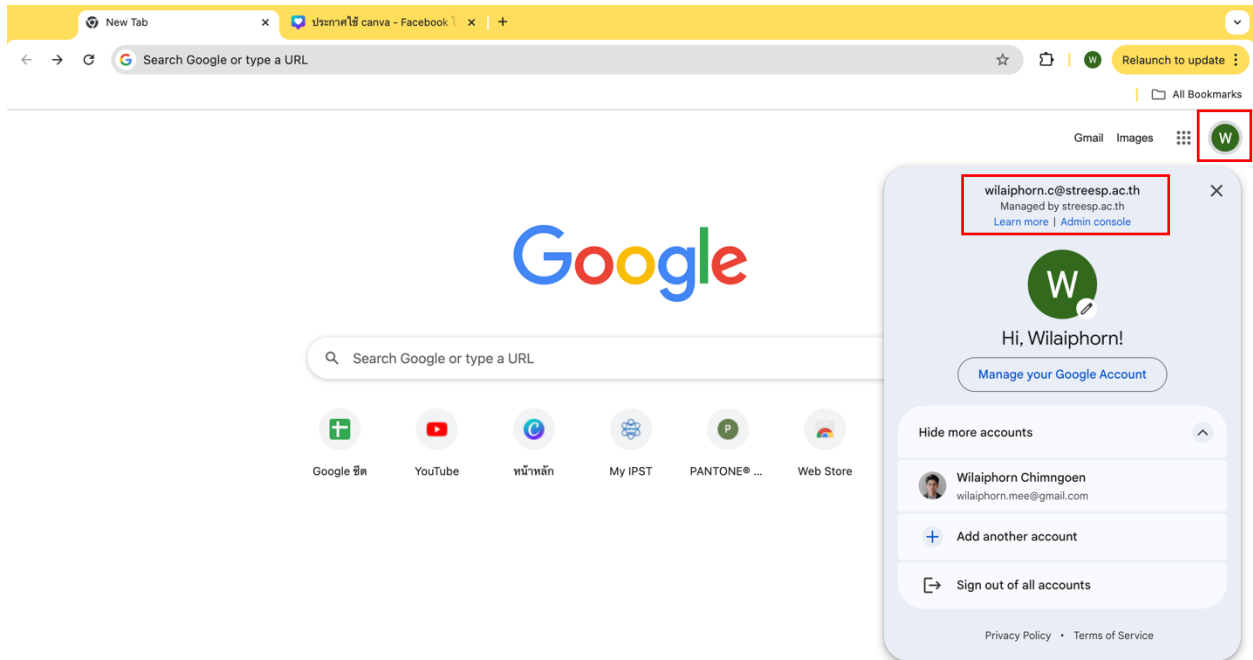 New Tab
ประกาศใช้ canva - Facebook
Search Google or type a URL
W
Relaunch to update
All Bookmarks
Gmail Images
W
wilaiphorn.c@streesp.ac.th
Managed by streesp.ac.th
Learn more | Admin console
Google
W
Hi, Wilaiphorn!
Search Google or type a URL
Manage your Google Account
Hide more accounts
Google ชีต YouTube หน้าหลัก My IPST PANTONE® ... Web Store
P
Wilaiphorn Chimngoen
wilaiphorn.mee@gmail.com
Add another account
Sign out of all accounts
Privacy Policy • Terms of Service